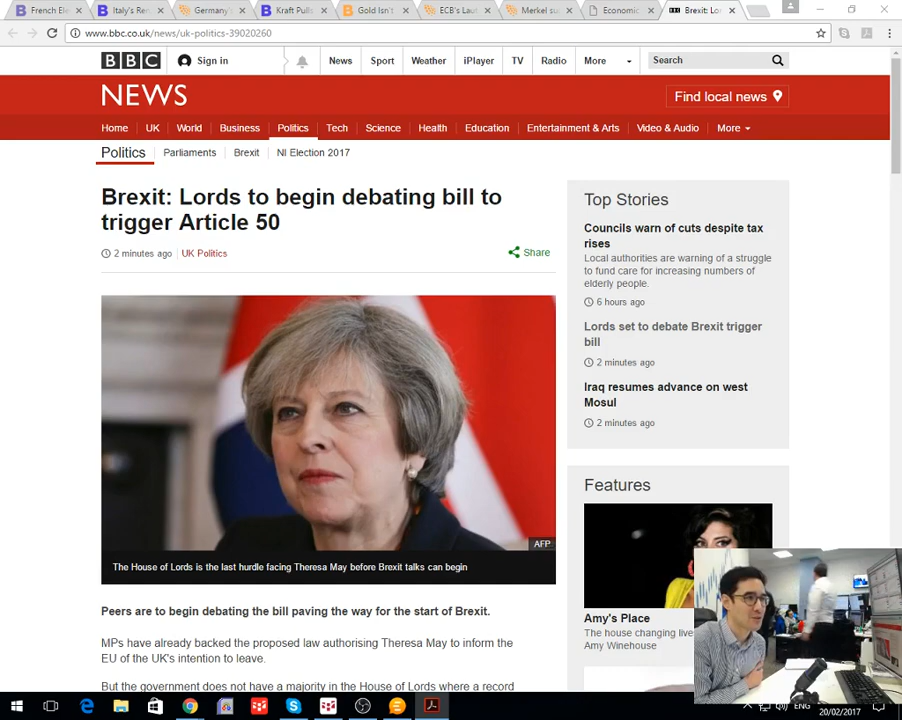 French El
Italy's Re
Germany'
Kraft Pulls
Gold Isn't
ECB's Laut
Merkel su
Economic
Brexit: Lor
www.bbc.co.uk/news/uk-politics-39020260
BBC
Sign in
News
Sport
Weather
iPlayer
TV
Radio
More
Search
NEWS
Find local news
Home
UK
World
Business
Politics
Tech
Science
Health
Education
Entertainment & Arts
Video & Audio
More
Politics
Parliaments
Brexit
NI Election 2017
Brexit: Lords to begin debating bill to
trigger Article 50
2 minutes ago
UK Politics
Share
AFP
The House of Lords is the last hurdle facing Theresa May before Brexit talks can begin
Peers are to begin debating the bill paving the way for the start of Brexit.
MPs have already backed the proposed law authorising Theresa May to inform the
EU of the UK's intention to leave.
But the government does not have a majority in the House of Lords where a record
Top Stories
Councils warn of cuts despite tax
rises
Local authorities are warning of a struggle
to fund care for increasing numbers of
elderly people.
6 hours ago
Lords set to debate Brexit trigger
bill
2 minutes ago
Iraq resumes advance on west
Mosul
2 minutes ago
Features
Amy's Place
The house changing live
Amy Winehouse
ENG
20/02/2017